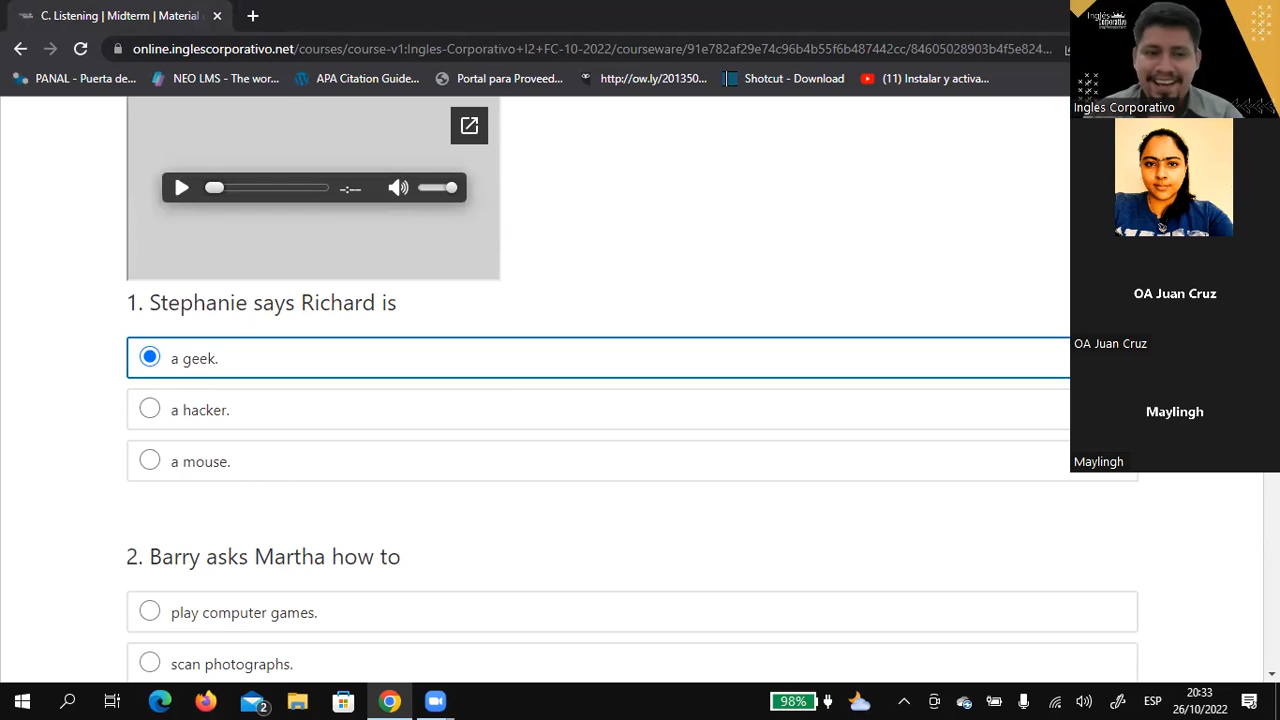 C. Listening | Midterm | Material
online.inglescorporativo.net/courses/course-v1:Ingles-Corporativo+I2+FC-10-2022/courseware/91e782af29e74c96b4b55f6b487442cc/84605028903b4f5e824...
PANAL - Puerta de...
NEO LMS - The wor...
APA Citation Guide...
Portal para Proveed...
http://ow.ly/201350...
Shotcut - Download
(11) Instalar y activa...
Inglés Corporativo
Ingles Corporativo
-:--
1. Stephanie says Richard is
a geek.
a hacker.
a mouse.
2. Barry asks Martha how to
play computer games.
scan photographs.
OA Juan Cruz
OA Juan Cruz
Maylingh
Maylingh
2
98%
ESP
20:33
26/10/2022